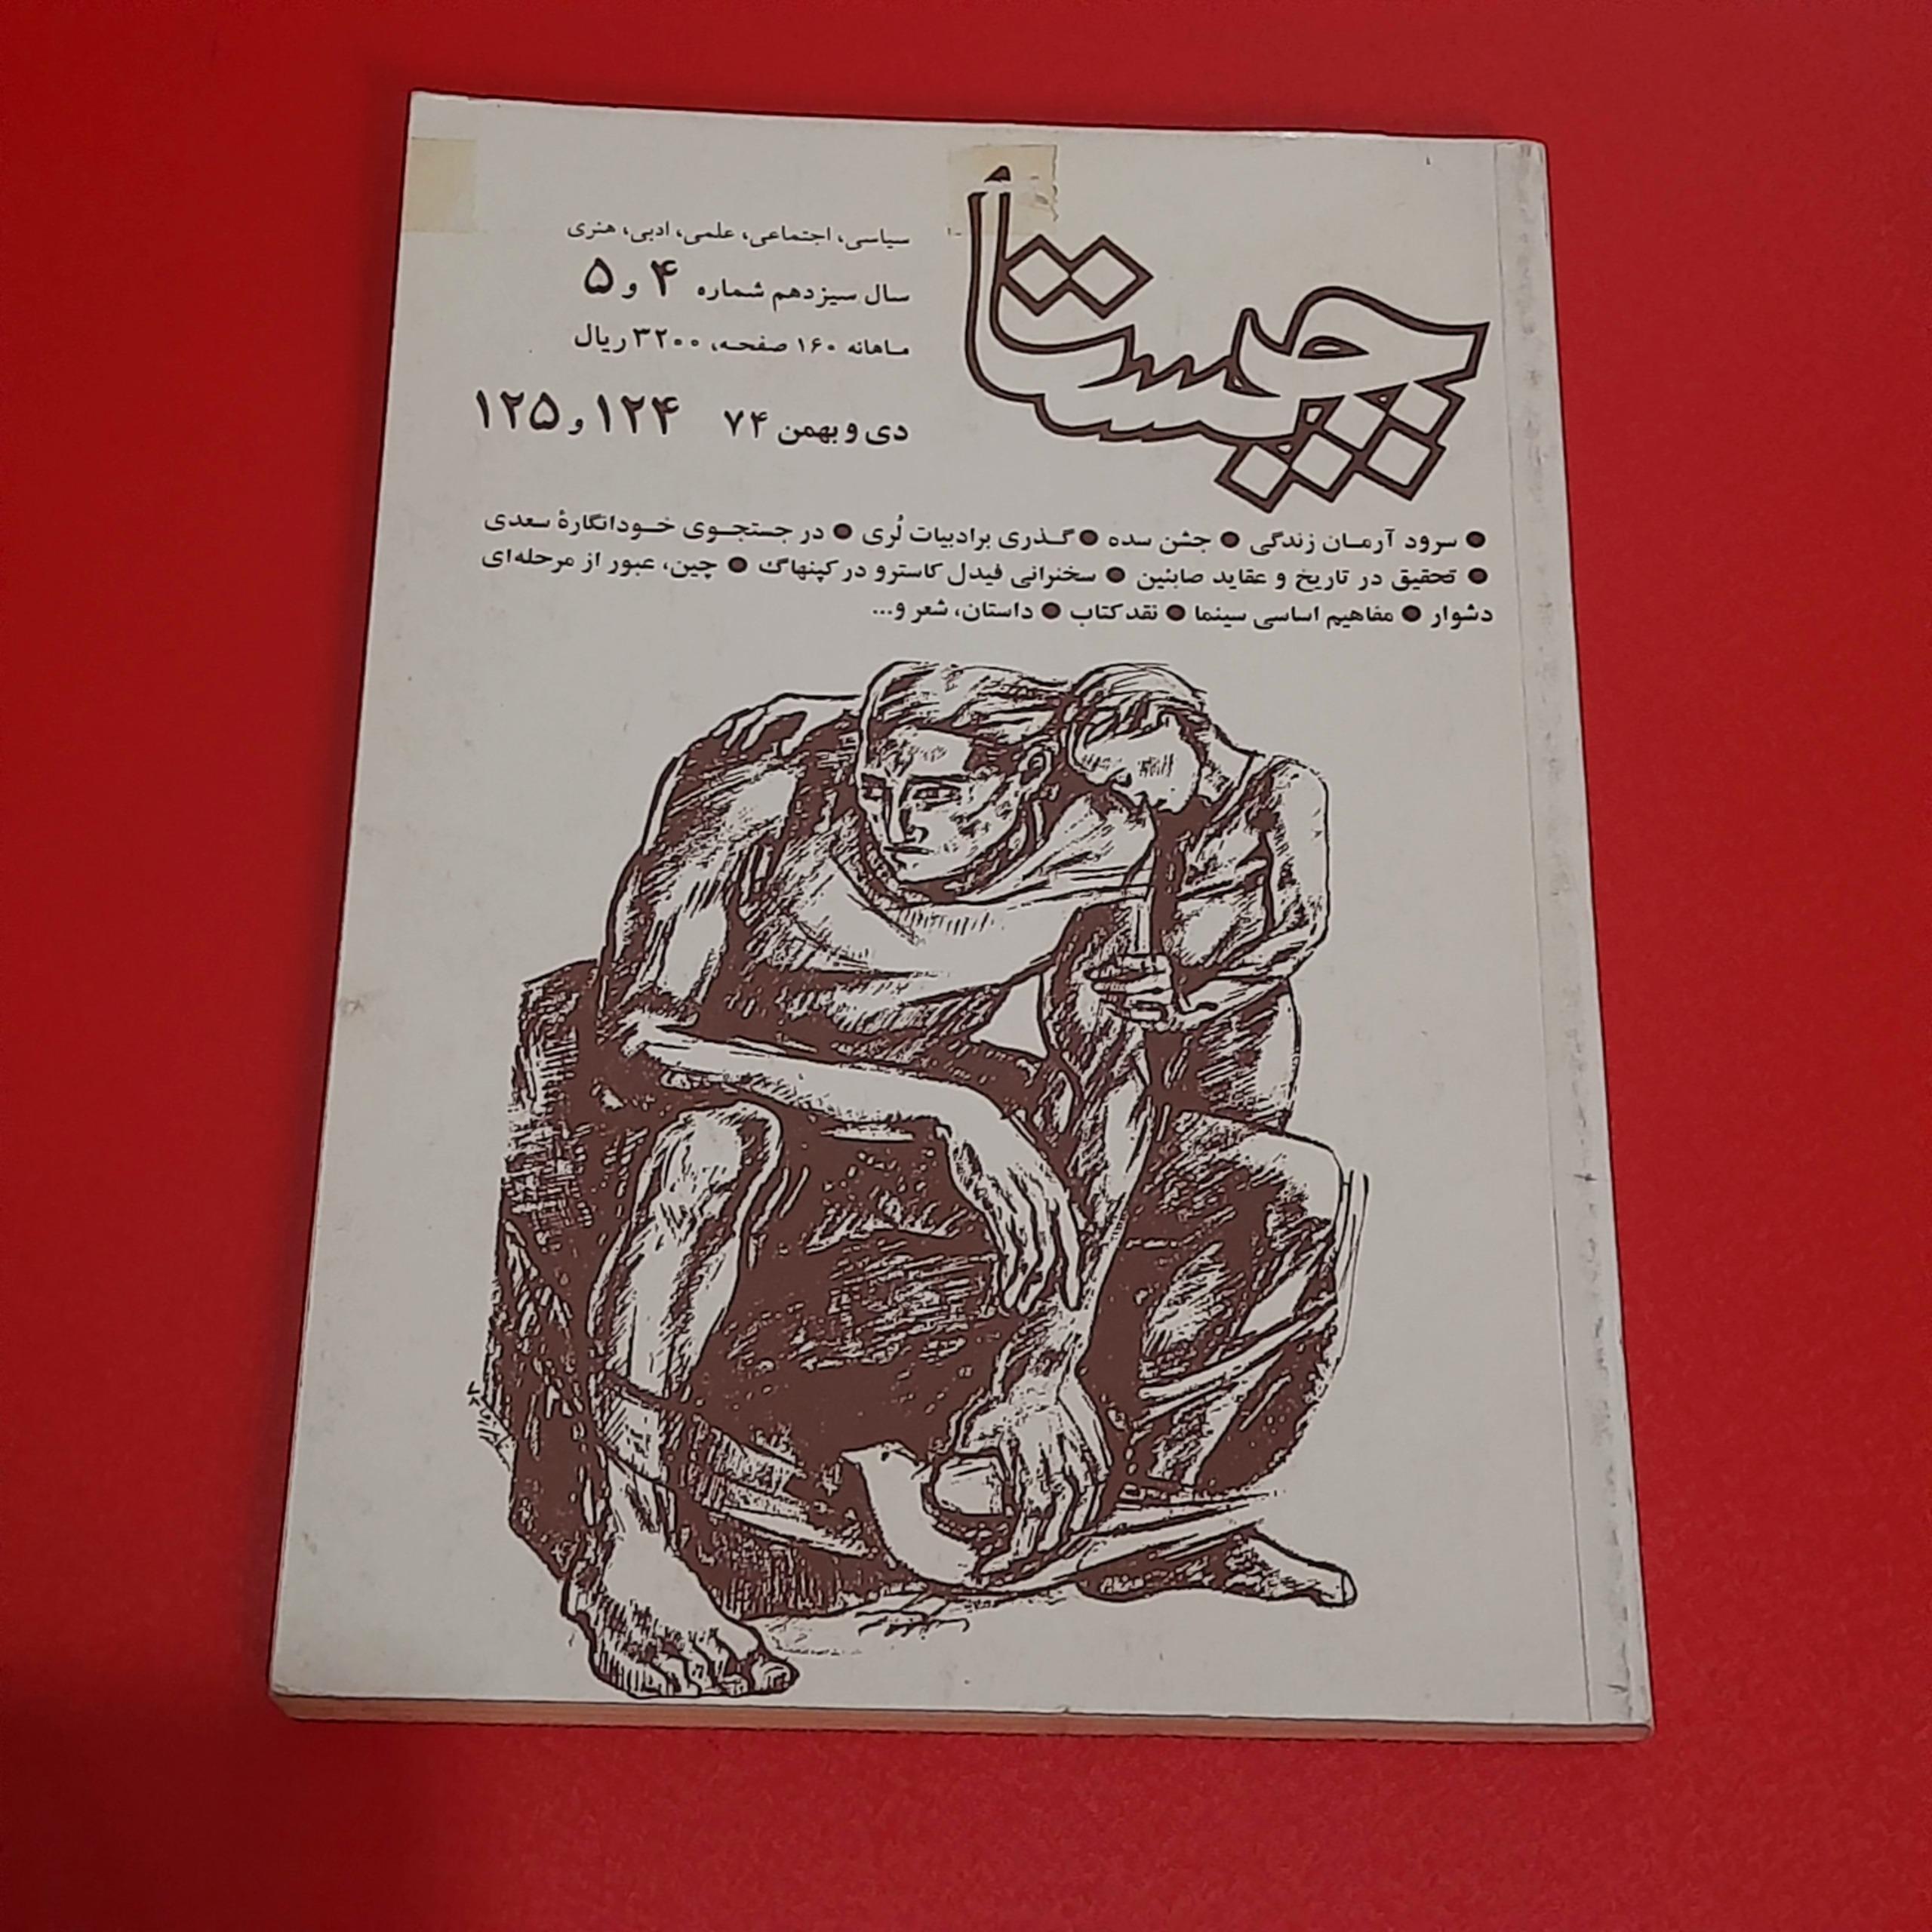 چیستا
سیاسی، اجتماعی، علمی، ادبی، هنری
سال سیزدهم شماره ۴ و ۵
ماهانه ۱۶۰ صفحه، ۳۲۰۰ ریال
دی و بهمن ۷۴ ۱۲۴ و ۱۲۵
● سرود آرمان زندگی ● جشن سده ● گذری بر ادبیات لُری ● در جستجوی خودانگارهٔ سعدی
● تحقیق در تاریخ و عقاید صابئین ● سخنرانی فیدل کاسترو در کپنهاگ ● چین، عبور از مرحله‌ای
دشوار ● مفاهیم اساسی سینما ● نقد کتاب ● داستان، شعر و...